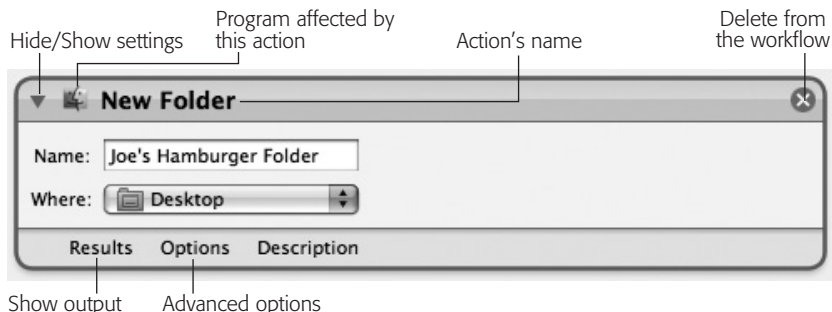 Program affected by
this action
Hide/Show settings
Action's name
Delete from
the workflow
New Folder
Name: Joe's Hamburger Folder
Where: Desktop
Results Options Description
Show output Advanced options